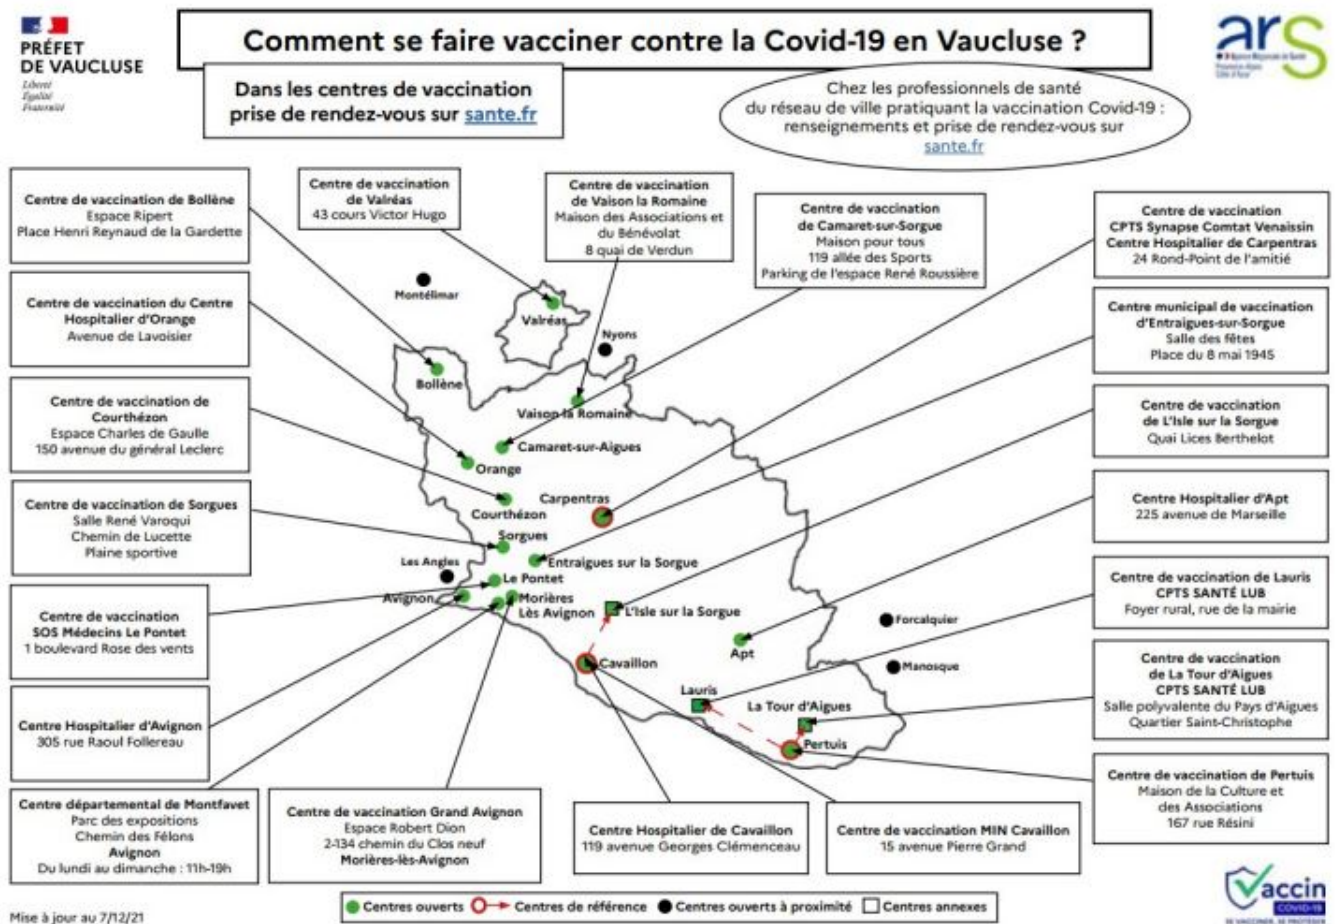 PRÉFET
DE VAUCLUSE
Liberté
Égalité
Fraternité
Comment se faire vacciner contre la Covid-19 en Vaucluse ?
ars
Dans les centres de vaccination
prise de rendez-vous sur sante.fr
Chez les professionnels de santé
du réseau de ville pratiquant la vaccination Covid-19 :
renseignements et prise de rendez-vous sur
sante.fr
Centre de vaccination de Bollène
Espace Ripert
Place Henri Reynaud de la Gardette
Centre de vaccination
de Valréas
43 cours Victor Hugo
Centre de vaccination
de Vaison la Romaine
Maison des Associations et
du Bénévolat
8 quai de Verdun
Centre de vaccination
de Camaret-sur-Sorgue
Maison pour tous
119 allée des Sports
Parking de l'espace René Roussière
Centre de vaccination
CPTS Synapse Comtat Venaissin
Centre Hospitalier de Carpentras
24 Rond-Point de l'amitié
Centre de vaccination du Centre
Hospitalier d'Orange
Avenue de Lavoisier
Centre municipal de vaccination
d'Entraigues-sur-Sorgue
Salle des fêtes
Place du 8 mai 1945
Centre de vaccination de
Courthézon
Espace Charles de Gaulle
150 avenue du général Leclerc
Centre de vaccination
de L'Isle sur la Sorgue
Quai Lices Berthelot
Centre de vaccination de Sorgues
Salle René Varoqui
Chemin de Lucette
Plaine sportive
Centre Hospitalier d'Apt
225 avenue de Marseille
Centre de vaccination
SOS Médecins Le Pontet
1 boulevard Rose des vents
Centre de vaccination de Lauris
CPTS SANTÉ LUB
Foyer rural, rue de la mairie
Centre Hospitalier d'Avignon
305 rue Raoul Follereau
Centre de vaccination
de La Tour d'Aigues
CPTS SANTÉ LUB
Salle polyvalente du Pays d'Aigues
Quartier Saint-Christophe
Centre départemental de Montfavet
Parc des expositions
Chemin des Félons
Avignon
Du lundi au dimanche : 11h-19h
Centre de vaccination Grand Avignon
Espace Robert Dion
2-134 chemin du Clos neuf
Morières-lès-Avignon
Centre Hospitalier de Cavaillon
119 avenue Georges Clémenceau
Centre de vaccination MIN Cavaillon
15 avenue Pierre Grand
Centre de vaccination de Pertuis
Maison de la Culture et
des Associations
167 rue Résini
Montélimar
Valréas
Nyons
Bollène
Vaison la Romaine
Camaret-sur-Aigues
Orange
Carpentras
Courthézon
Sorgues
Les Angles
Entraigues sur la Sorgue
Le Pontet
Avignon
Morières
Lès Avignon
L'Isle sur la Sorgue
Forcalquier
Apt
Cavaillon
Manosque
Lauris
La Tour d'Aigues
Pertuis
Centres ouverts
Centres de référence
Centres ouverts à proximité
Centres annexes
Mise à jour au 7/12/21
Vaccin
COVID-19
SE VACCINER, SE PROTÉGER